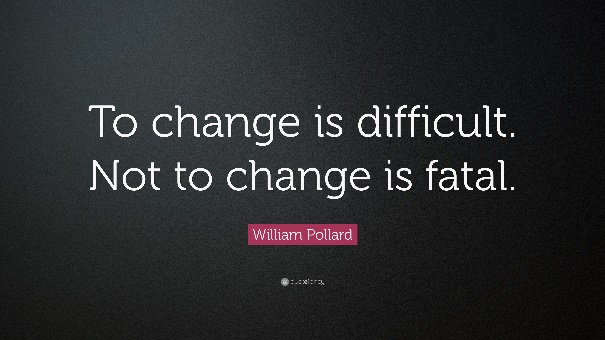 To change is difficult.
Not to change is fatal.
William Pollard